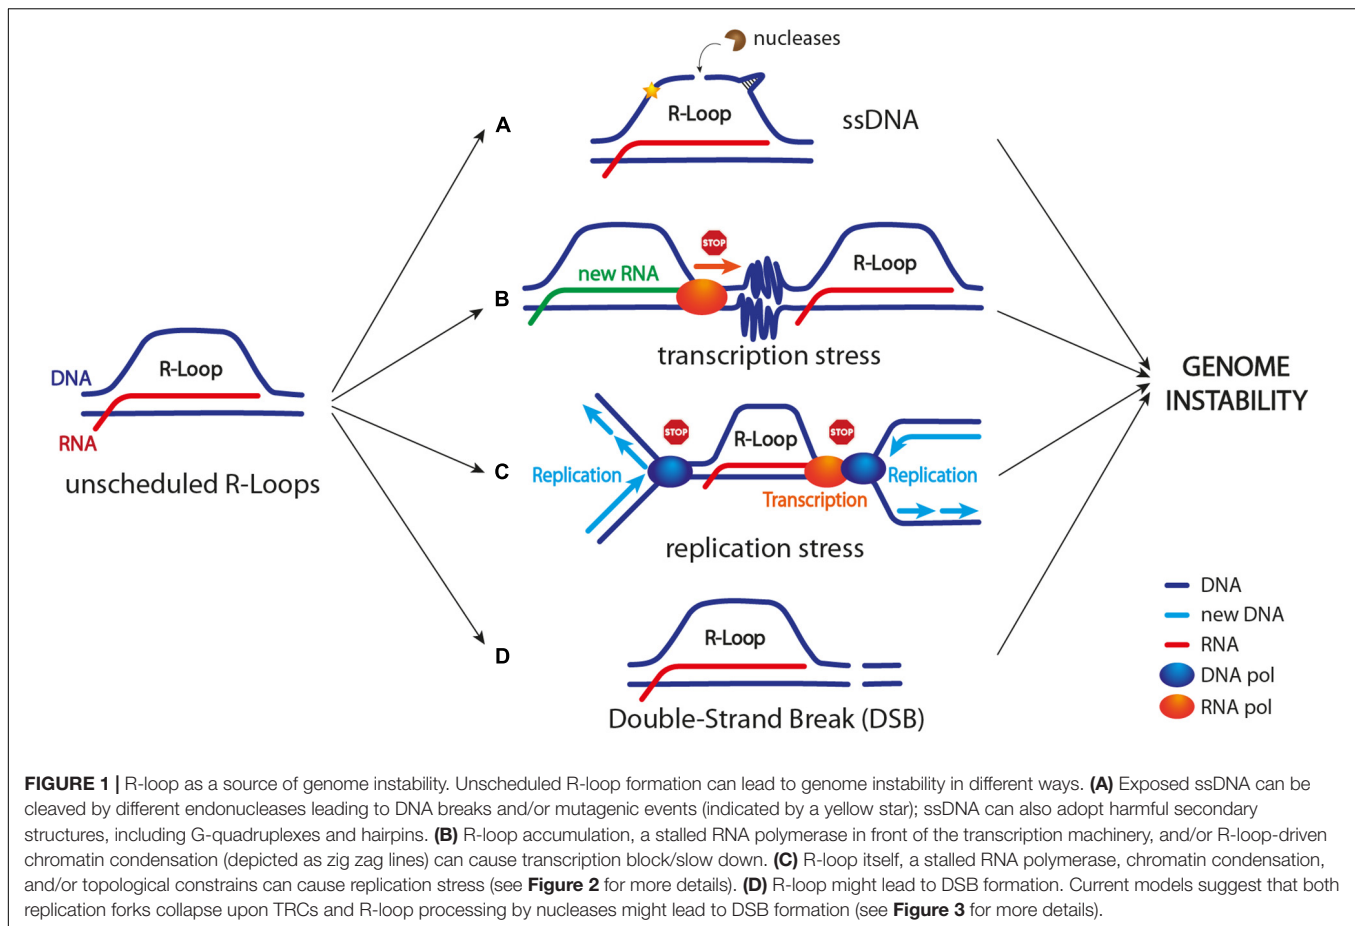 nucleases
R-Loop
A
ssDNA
STOP
new RNA
R-Loop
B
transcription stress
R-Loop
DNA
RNA
unscheduled R-Loops
GENOME
INSTABILITY
STOP
STOP
R-Loop
C
Replication
Replication
Transcription
replication stress
R-Loop
D
Double-Strand Break (DSB)
DNA
new DNA
RNA
DNA pol
RNA pol
FIGURE 1 | R-loop as a source of genome instability. Unscheduled R-loop formation can lead to genome instability in different ways. (A) Exposed ssDNA can be
cleaved by different endonucleases leading to DNA breaks and/or mutagenic events (indicated by a yellow star); ssDNA can also adopt harmful secondary
structures, including G-quadruplexes and hairpins. (B) R-loop accumulation, a stalled RNA polymerase in front of the transcription machinery, and/or R-loop-driven
chromatin condensation (depicted as zig zag lines) can cause transcription block/slow down. (C) R-loop itself, a stalled RNA polymerase, chromatin condensation,
and/or topological constrains can cause replication stress (see Figure 2 for more details). (D) R-loop might lead to DSB formation. Current models suggest that both
replication forks collapse upon TRCs and R-loop processing by nucleases might lead to DSB formation (see Figure 3 for more details).